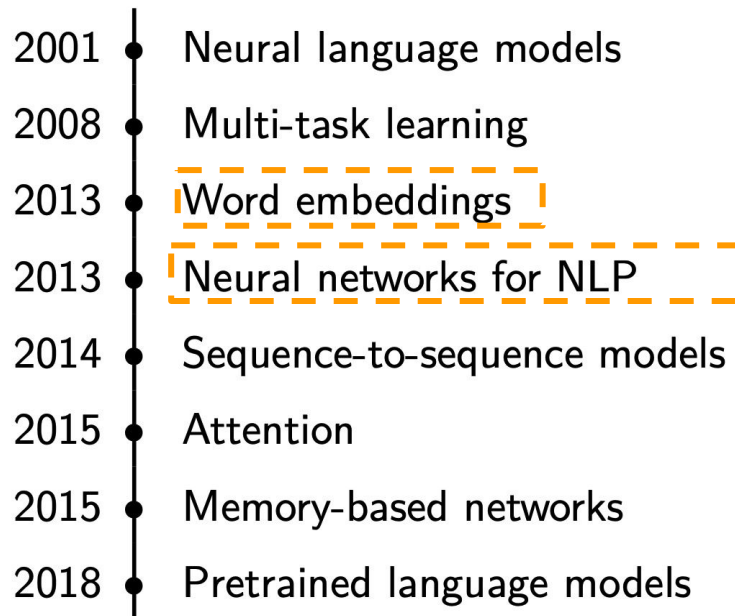 2001 Neural language models
2008 Multi-task learning
2013 Word embeddings
2013 Neural networks for NLP
2014 Sequence-to-sequence models
2015 Attention
2015 Memory-based networks
2018 Pretrained language models